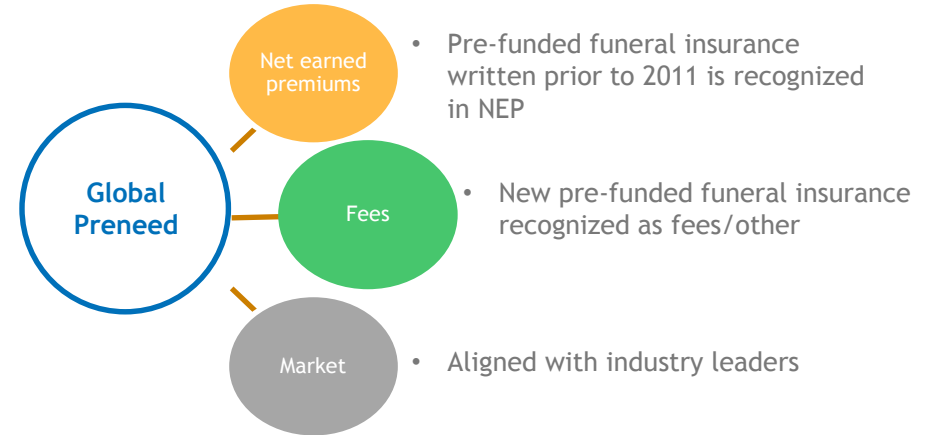 Global
Preneed
Net earned
premiums
• Pre-funded funeral insurance
written prior to 2011 is recognized
in NEP
Fees
• New pre-funded funeral insurance
recognized as fees/other
Market
• Aligned with industry leaders